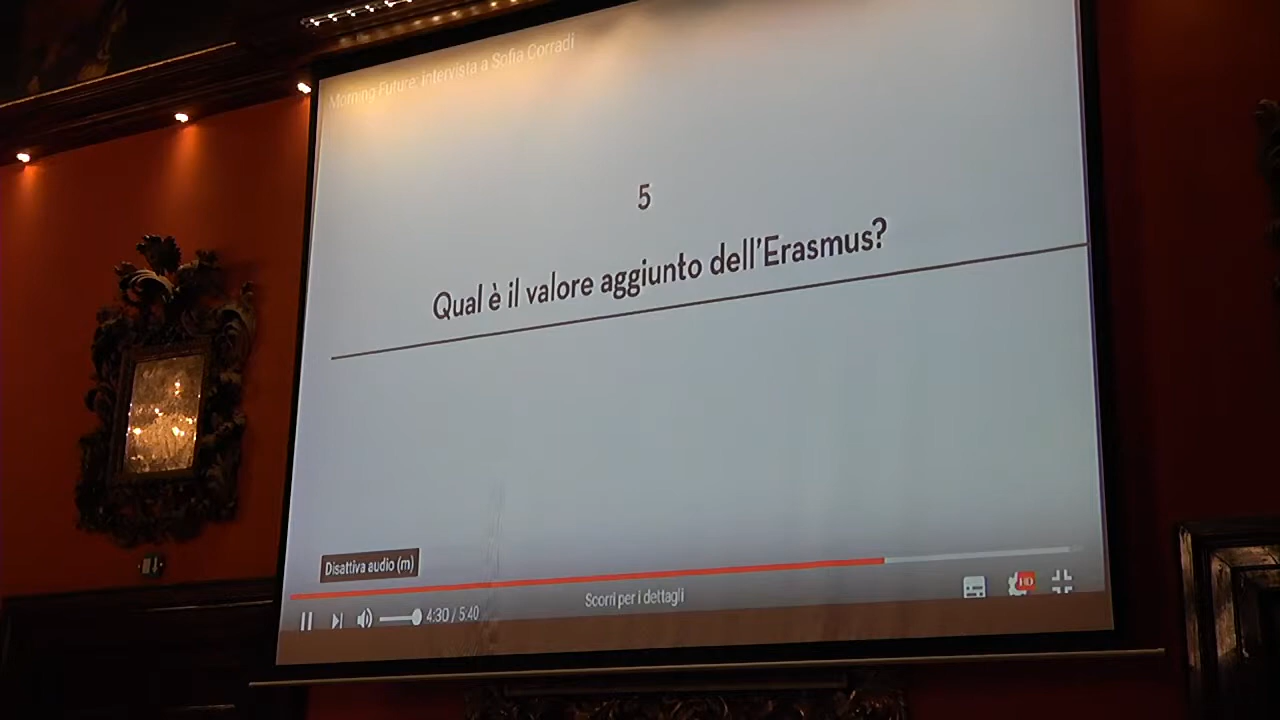 Morning Future: intervista a Sofia Corradi
5
Qual è il valore aggiunto dell'Erasmus?
Disattiva audio (m)
4:30 / 5:40
Scorri per i dettagli
HD